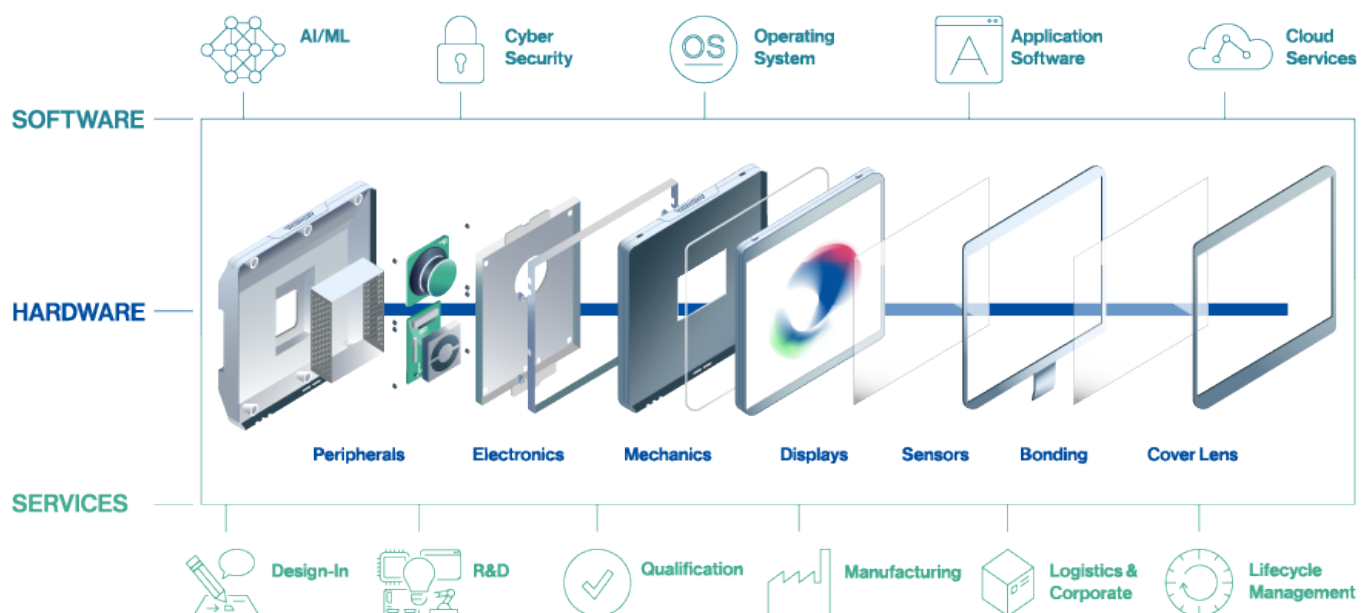 AI/ML
Cyber
Security
OS
Operating
System
A
Application
Software
Cloud
Services
SOFTWARE
HARDWARE
Peripherals
Electronics
Mechanics
Displays
Sensors
Bonding
Cover Lens
SERVICES
Design-In
R&D
Qualification
Manufacturing
Logistics &
Corporate
Lifecycle
Management